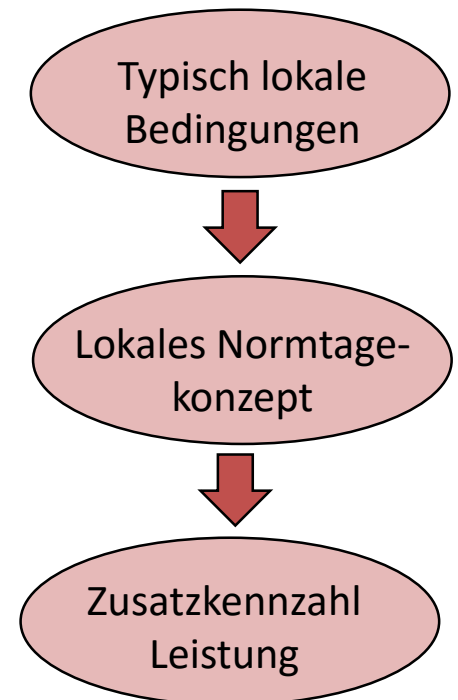 Typisch lokale
Bedingungen
Lokales Normtage-
konzept
Zusatzkennzahl
Leistung